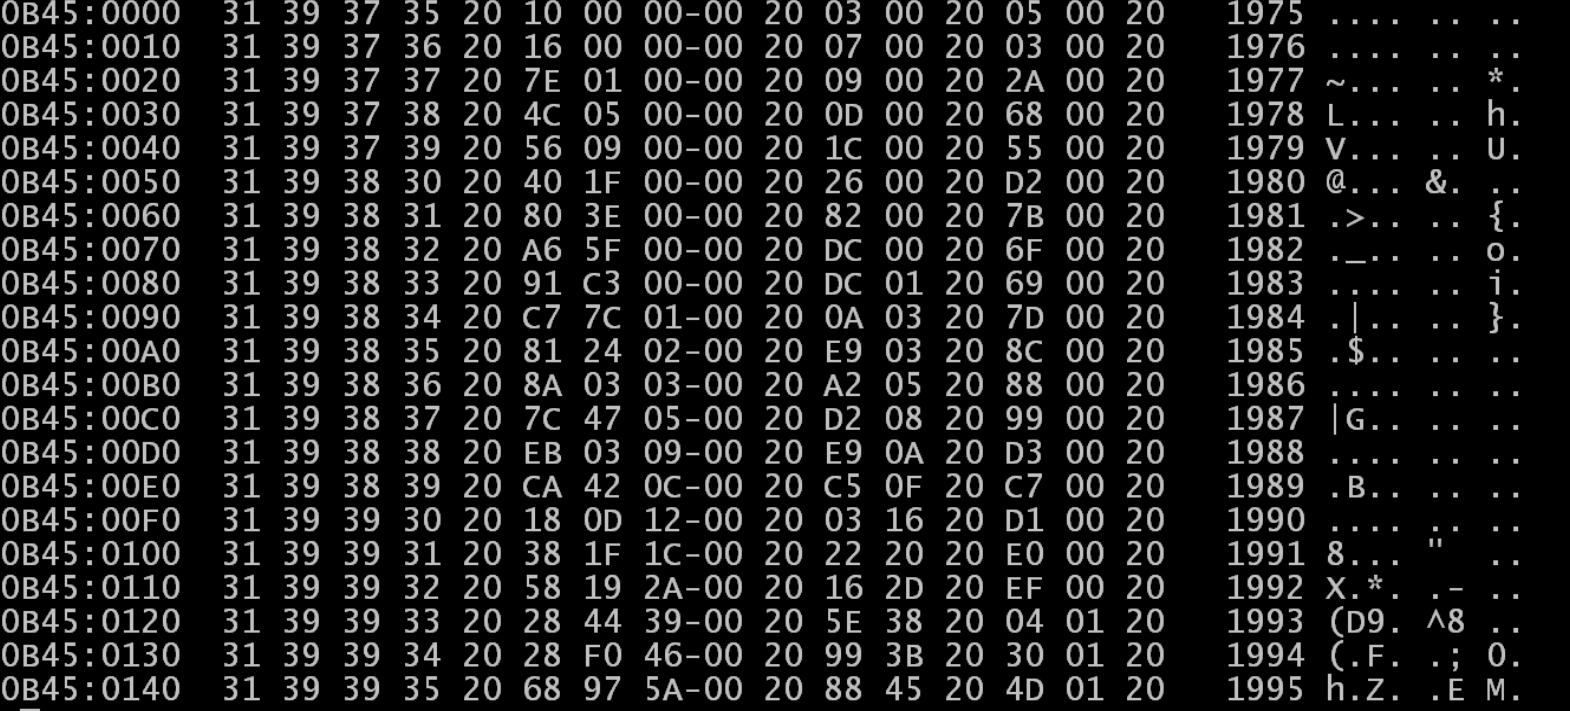 0B45:0000  31 39 37 35 20 10 00 00-00 20 03 00 20 05 00 20   1975 .... .. ..
0B45:0010  31 39 37 36 20 16 00 00-00 20 07 00 20 03 00 20   1976 .... .. ..
0B45:0020  31 39 37 37 20 7E 01 00-00 20 09 00 20 2A 00 20   1977 ~... .. *.
0B45:0030  31 39 37 38 20 4C 05 00-00 20 0D 00 20 68 00 20   1978 L... .. h.
0B45:0040  31 39 37 39 20 56 09 00-00 20 1C 00 20 55 00 20   1979 V... .. U.
0B45:0050  31 39 38 30 20 40 1F 00-00 20 26 00 20 D2 00 20   1980 @... &. ..
0B45:0060  31 39 38 31 20 80 3E 00-00 20 82 00 20 7B 00 20   1981 .>.. .. {.
0B45:0070  31 39 38 32 20 A6 5F 00-00 20 DC 00 20 6F 00 20   1982 ._.. .. o.
0B45:0080  31 39 38 33 20 91 C3 00-00 20 DC 01 20 69 00 20   1983 .... .. i.
0B45:0090  31 39 38 34 20 C7 7C 01-00 20 0A 03 20 7D 00 20   1984 .|.. .. }.
0B45:00A0  31 39 38 35 20 81 24 02-00 20 E9 03 20 8C 00 20   1985 .$.. .. ..
0B45:00B0  31 39 38 36 20 8A 03 03-00 20 A2 05 20 88 00 20   1986 .... .. ..
0B45:00C0  31 39 38 37 20 7C 47 05-00 20 D2 08 20 99 00 20   1987 |G.. .. ..
0B45:00D0  31 39 38 38 20 EB 03 09-00 20 E9 0A 20 D3 00 20   1988 .... .. ..
0B45:00E0  31 39 38 39 20 CA 42 0C-00 20 C5 0F 20 C7 00 20   1989 .B.. .. ..
0B45:00F0  31 39 39 30 20 18 0D 12-00 20 03 16 20 D1 00 20   1990 .... .. ..
0B45:0100  31 39 39 31 20 38 1F 1C-00 20 22 20 20 E0 00 20   1991 8... "  ..
0B45:0110  31 39 39 32 20 58 19 2A-00 20 16 2D 20 EF 00 20   1992 X.*. .- ..
0B45:0120  31 39 39 33 20 28 44 39-00 20 5E 38 20 04 01 20   1993 (D9. ^8 ..
0B45:0130  31 39 39 34 20 28 F0 46-00 20 99 3B 20 30 01 20   1994 (.F. .; 0.
0B45:0140  31 39 39 35 20 68 97 5A-00 20 88 45 20 4D 01 20   1995 h.Z. .E M.